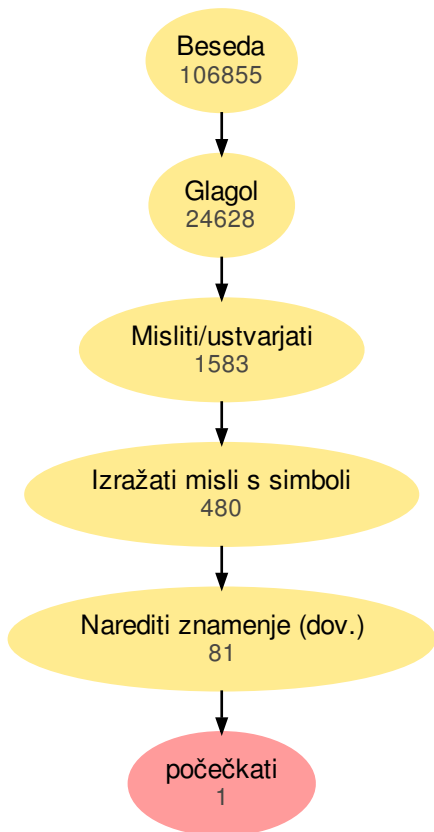 Beseda
106855
Glagol
24628
Misliti/ustvarjati
1583
Izražati misli s simboli
480
Narediti znamenje (dov.)
81
počečkati
1